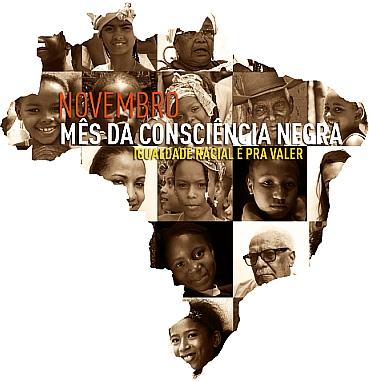 NOVEMBRO
MÊS DA CONSCIÊNCIA NEGRA
IGUALDADE RACIAL É PRA VALER